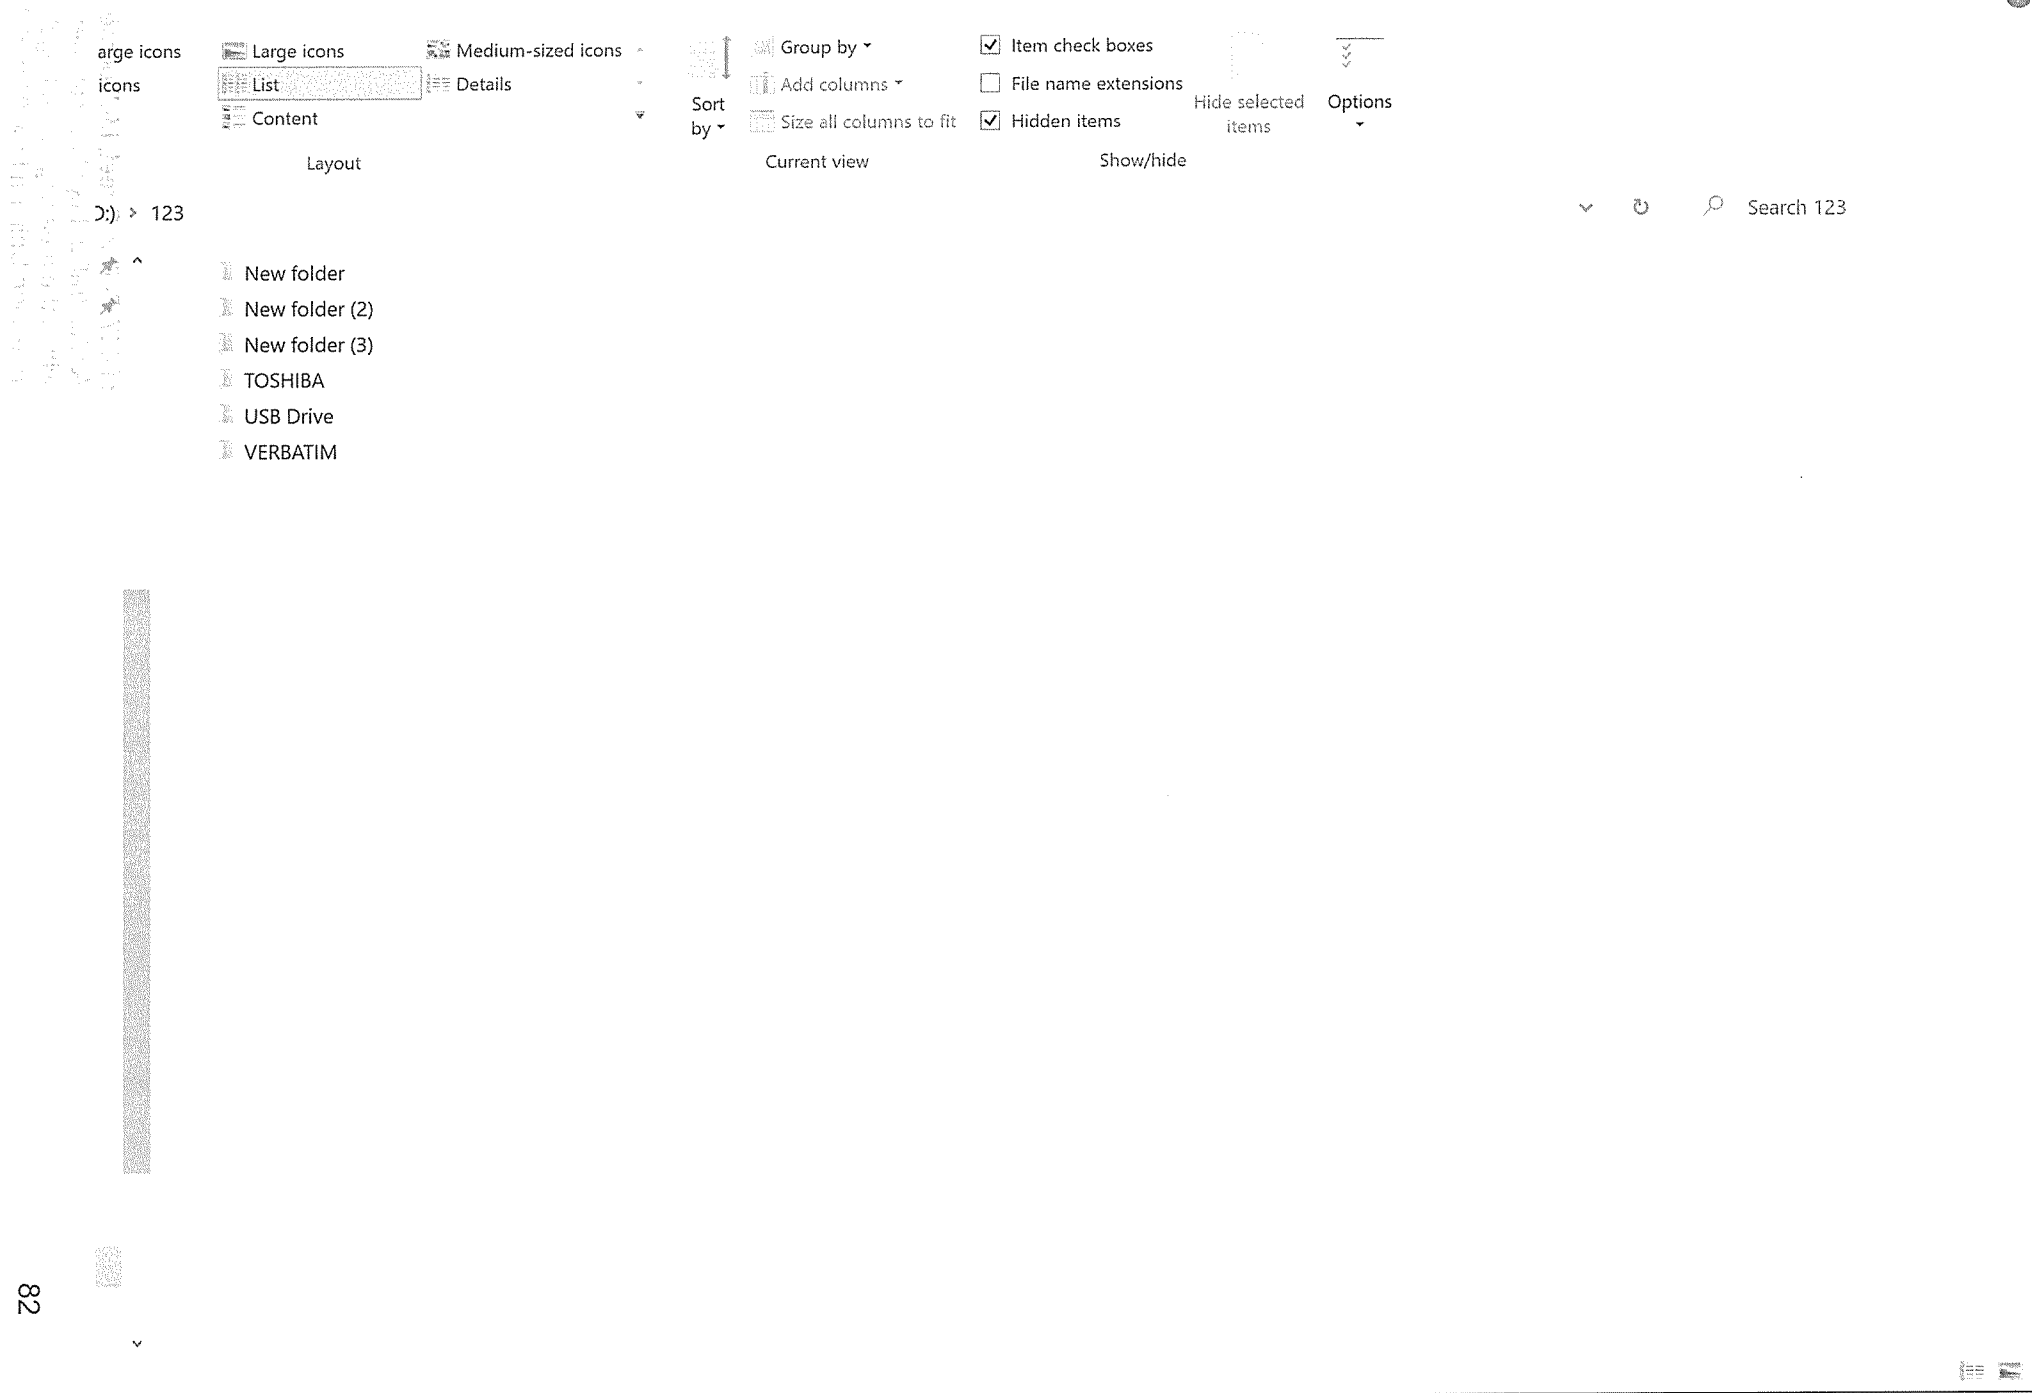 arge icons
Large icons
Medium-sized icons
icons
List
Details
Content
Layout
Sort by
Group by
Add columns
Size all columns to fit
Current view
Item check boxes
File name extensions
Hidden items
Show/hide
Hide selected items
Options
:) > 123
Search 123
New folder
New folder (2)
New folder (3)
TOSHIBA
USB Drive
VERBATIM
82